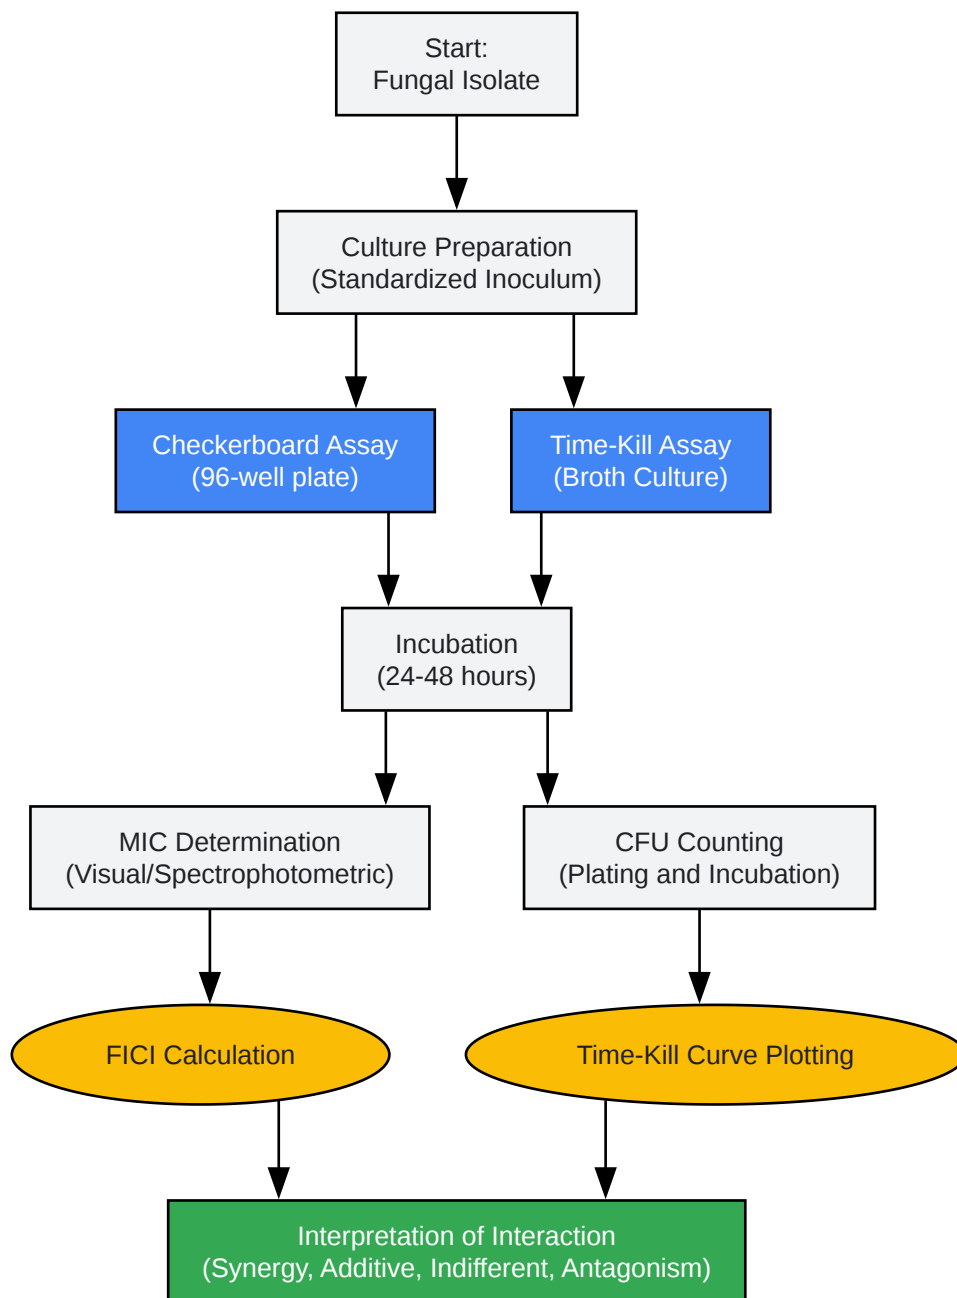 Start:
Fungal Isolate
Culture Preparation
(Standardized Inoculum)
Checkerboard Assay
(96-well plate)
Time-Kill Assay
(Broth Culture)
Incubation
(24-48 hours)
MIC Determination
(Visual/Spectrophotometric)
CFU Counting
(Plating and Incubation)
FICI Calculation
Time-Kill Curve Plotting
Interpretation of Interaction
(Synergy, Additive, Indifferent, Antagonism)